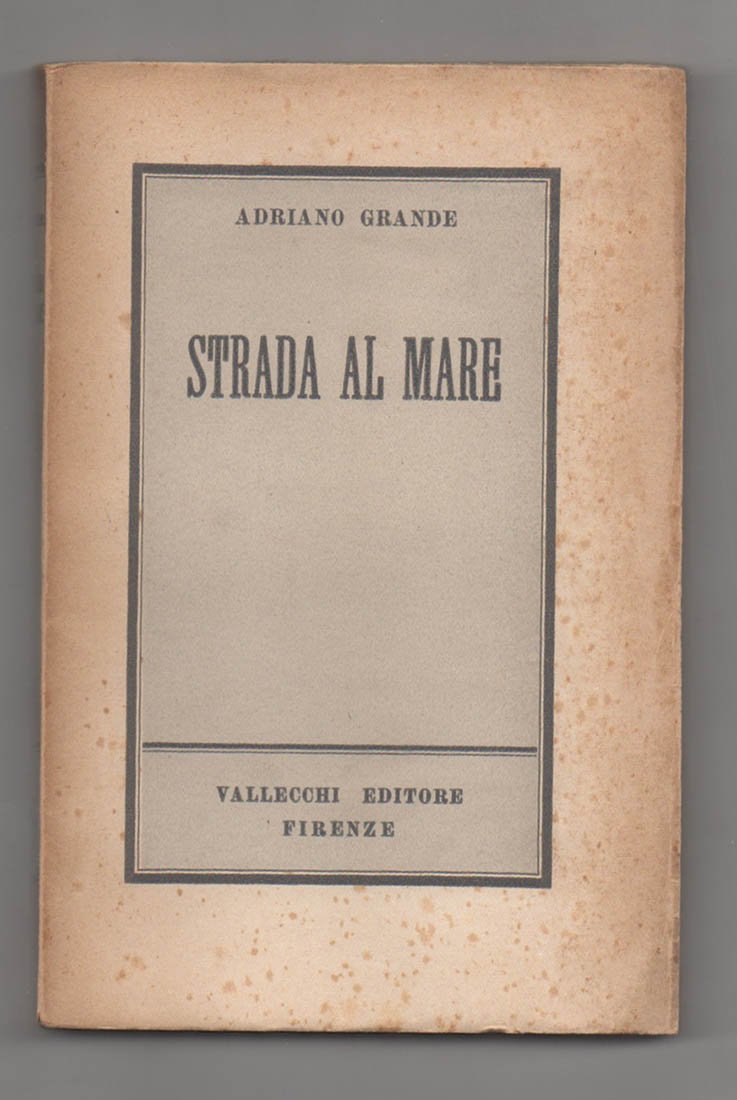 ADRIANO GRANDE
STRADA AL MARE
VALLECCHI EDITORE
FIRENZE